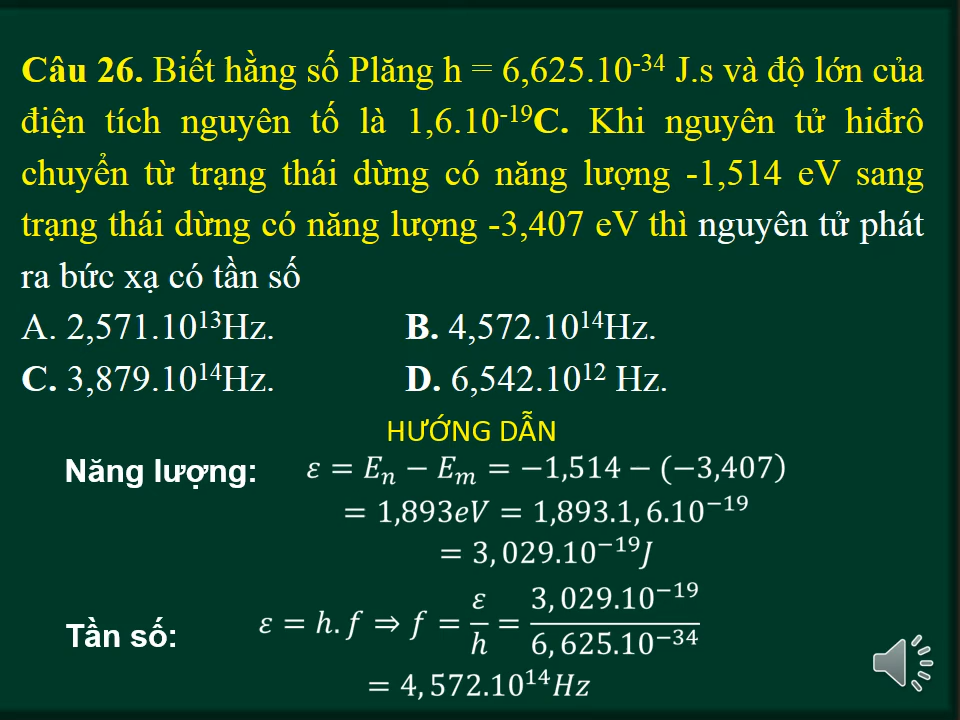 Câu 26. Biết hằng số Plăng h = 6,625.10⁻³⁴ J.s và độ lớn của
điện tích nguyên tố là 1,6.10⁻¹⁹C. Khi nguyên tử hiđrô
chuyển từ trạng thái dừng có năng lượng -1,514 eV sang
trạng thái dừng có năng lượng -3,407 eV thì nguyên tử phát
ra bức xạ có tần số
A. 2,571.10¹³Hz. B. 4,572.10¹⁴Hz.
C. 3,879.10¹⁴Hz. D. 6,542.10¹² Hz.
HƯỚNG DẪN
Năng lượng: ε = Eₙ − Eₘ = −1,514 − (−3,407)
= 1,893eV = 1,893.1, 6.10⁻¹⁹
= 3, 029.10⁻¹⁹J
Tần số: ε = h. f ⇒ f = ε/h = 3, 029.10⁻¹⁹/6, 625.10⁻³⁴
= 4, 572.10¹⁴Hz